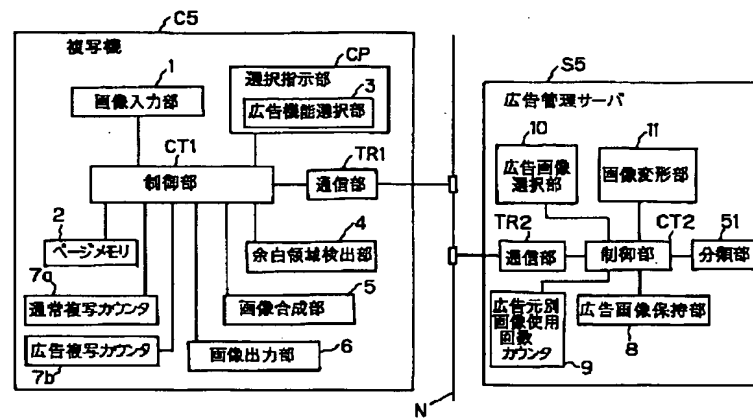 C5
複写機
1
画像入力部
CP
選択指示部
3
広告機能選択部
CT1
制御部
TR1
通信部
2
ページメモリ
4
余白領域検出部
7a
通常複写カウンタ
5
画像合成部
広告複写カウンタ
7b
画像出力部
6
N
S5
広告管理サーバ
10
広告画像
選択部
11
画像変形部
TR2
通信部
CT2
制御部
51
分類部
広告元別
画像使用
回数
カウンタ
9
広告画像保持部
8